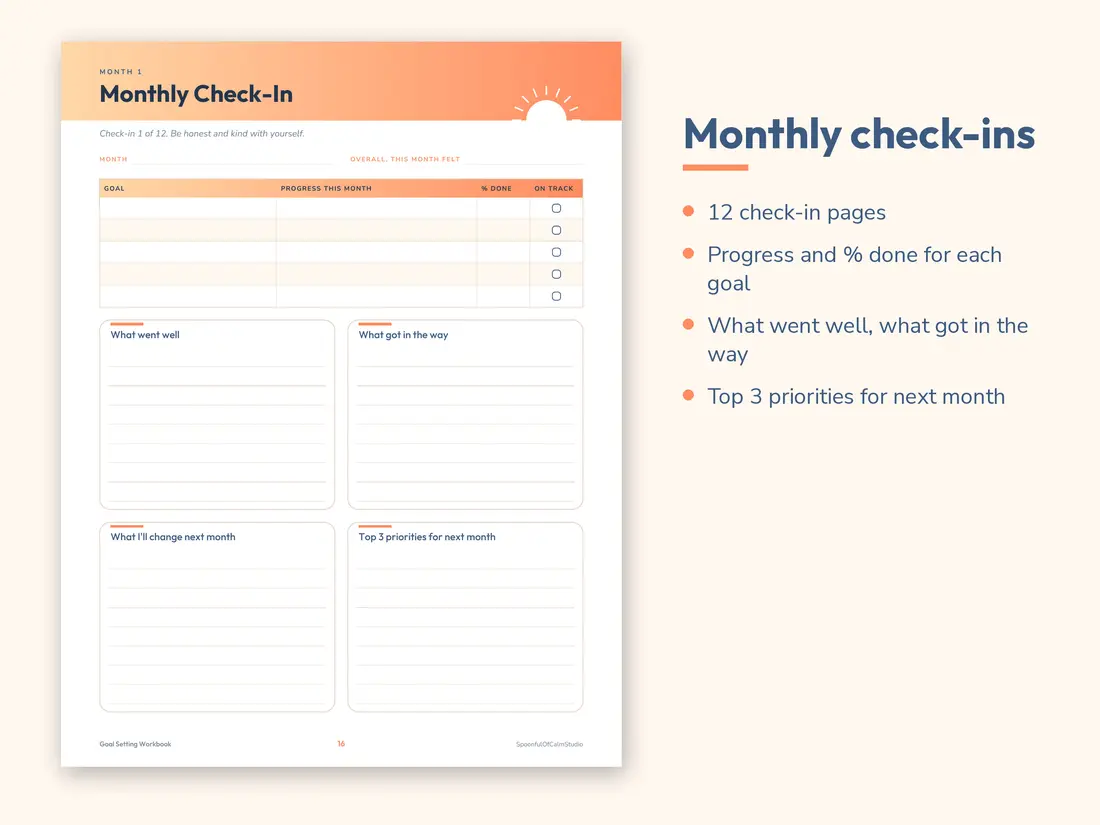 MONTH 1
Monthly Check-In
Check-in 1 of 12. Be honest and kind with yourself.
MONTH
OVERALL, THIS MONTH FELT
GOAL PROGRESS THIS MONTH % DONE ON TRACK
What went well
What got in the way
What I'll change next month
Top 3 priorities for next month
Goal Setting Workbook
16
SpoonfulOfCalmStudio
Monthly check-ins
12 check-in pages
Progress and % done for each
goal
What went well, what got in the
way
Top 3 priorities for next month